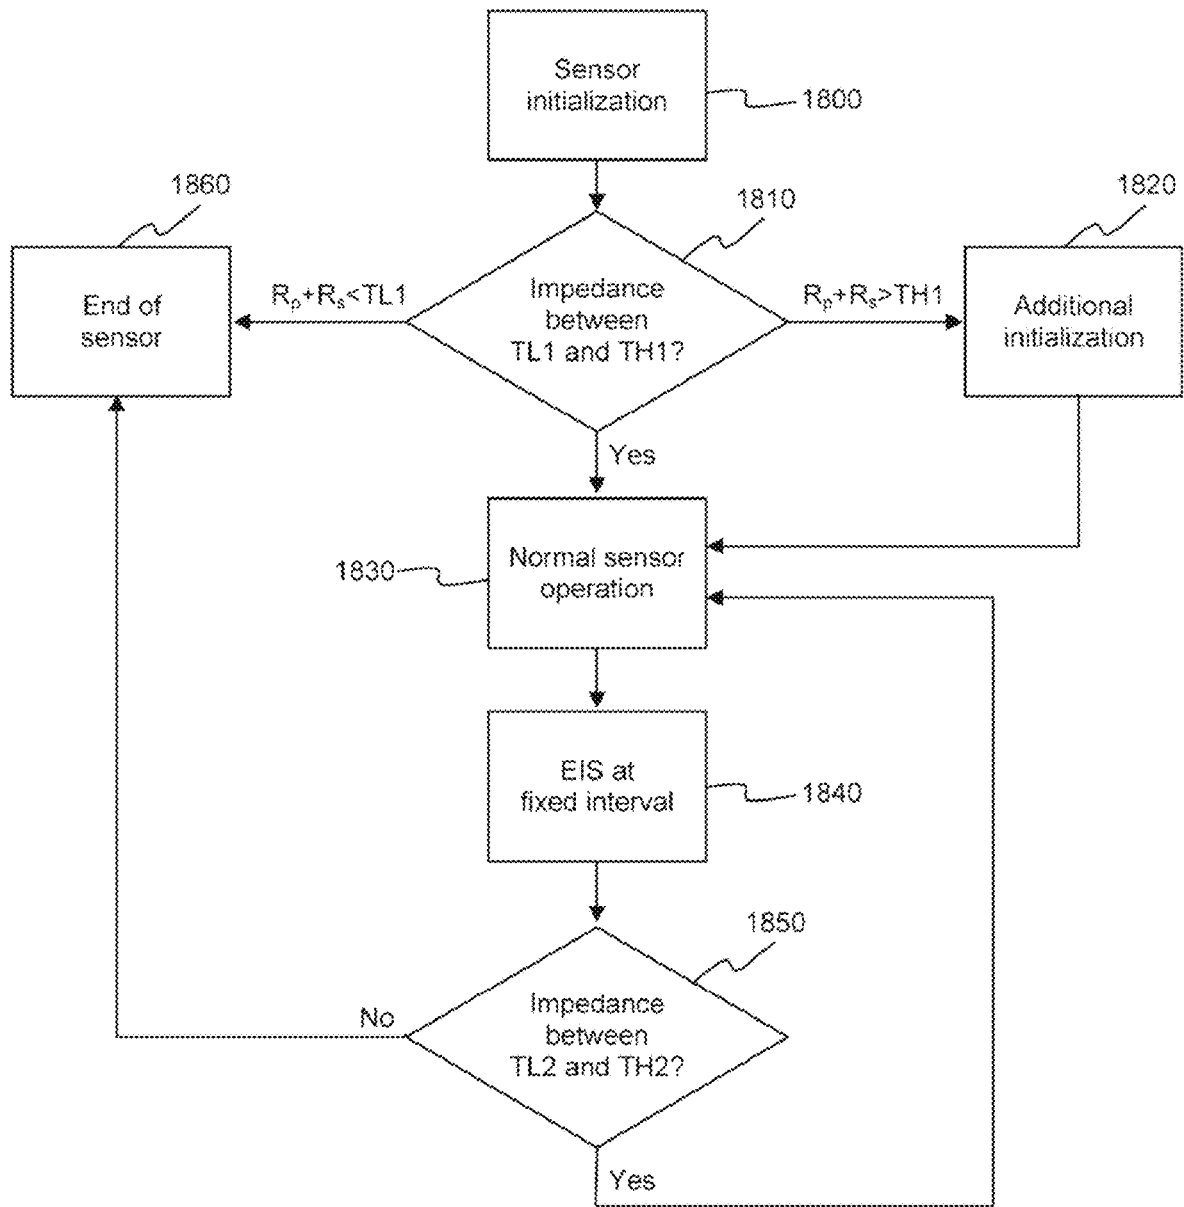 Sensor
initialization
1800
1860
1810
1820
End of
sensor
Rp+Rs<TL1
Impedance
between
TL1 and TH1?
Rp+Rs>TH1
Additional
initialization
Yes
1830
Normal sensor
operation
EIS at
fixed interval
1840
1850
No
Impedance
between
TL2 and TH2?
Yes